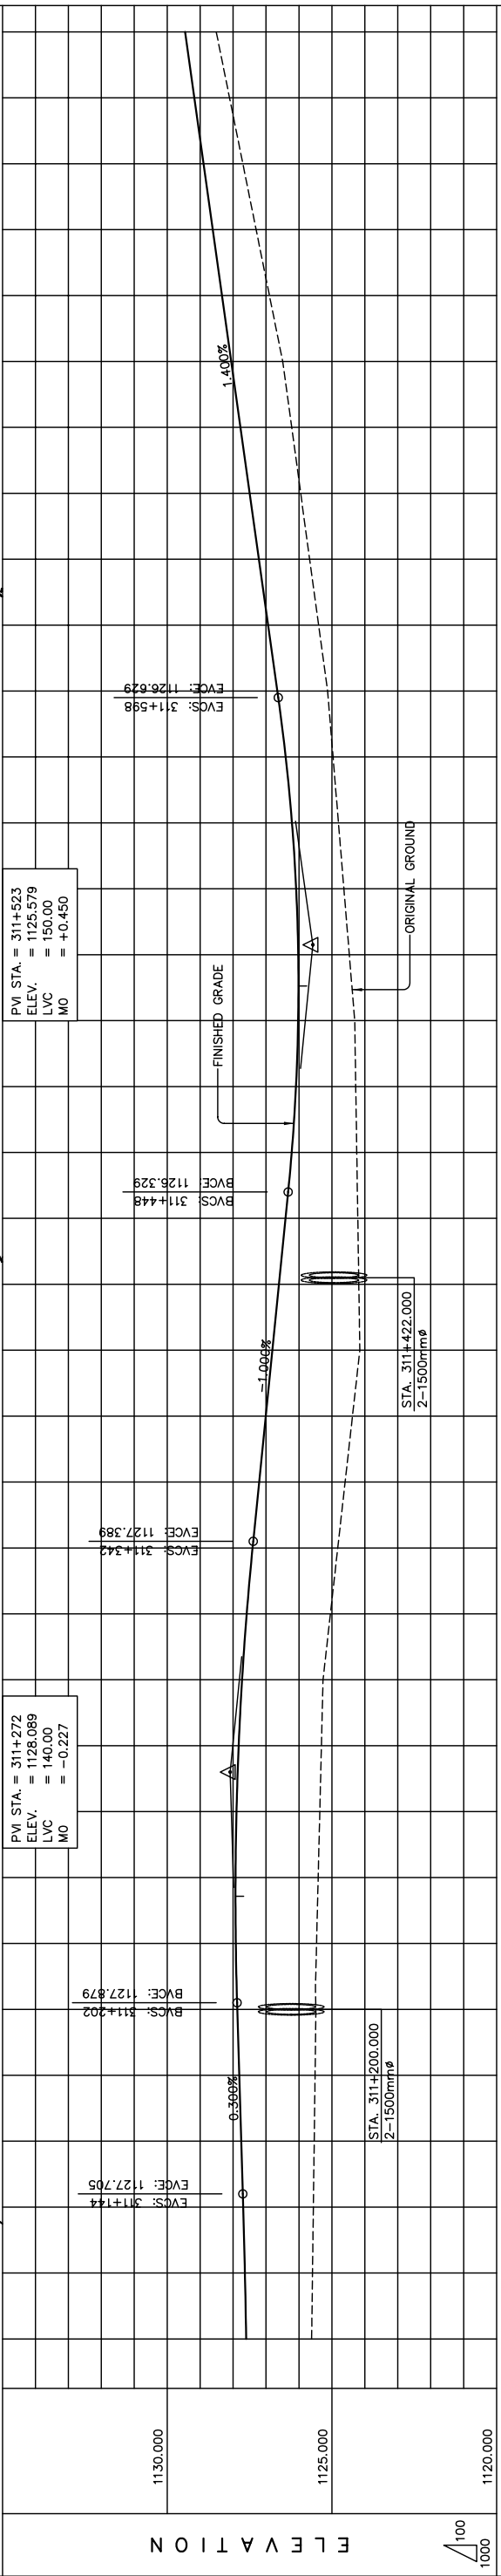 ELEVATION
100
1000
1130.000
1125.000
1120.000
EVCS: 311+144
EVCE: 1127.705
0.300%
BVCS: 311+202
BVCE: 1127.879
STA. 311+200.000
2-1500mmø
PVI STA. = 311+272
ELEV. = 1128.089
LVC = 140.00
MO = -0.227
EVCS: 311+342
EVCE: 1127.389
-1.000%
STA. 311+422.000
2-1500mmø
BVCS: 311+448
BVCE: 1126.329
FINISHED GRADE
PVI STA. = 311+523
ELEV. = 1125.579
LVC = 150.00
MO = +0.450
ORIGINAL GROUND
EVCS: 311+598
EVCE: 1126.629
1.400%